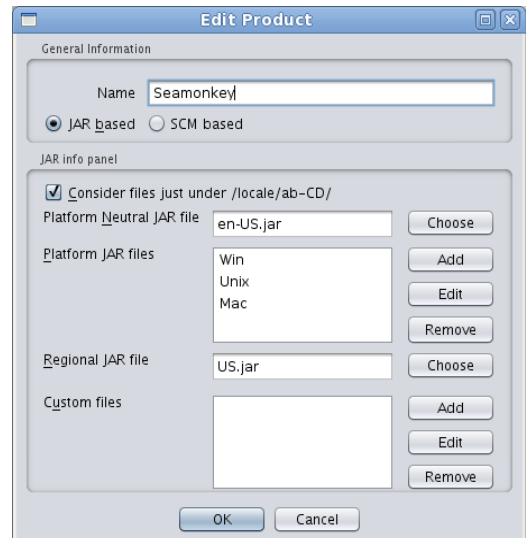 Edit Product
General Information
Name Seamonkey
JAR based SCM based
JAR info panel
Consider files just under /locale/ab-CD/
Platform Neutral JAR file en-US.jar Choose
Platform JAR files Win Add
Unix
Edit
Mac
Remove
Regional JAR file US.jar Choose
Custom files Add
Edit
Remove
OK Cancel